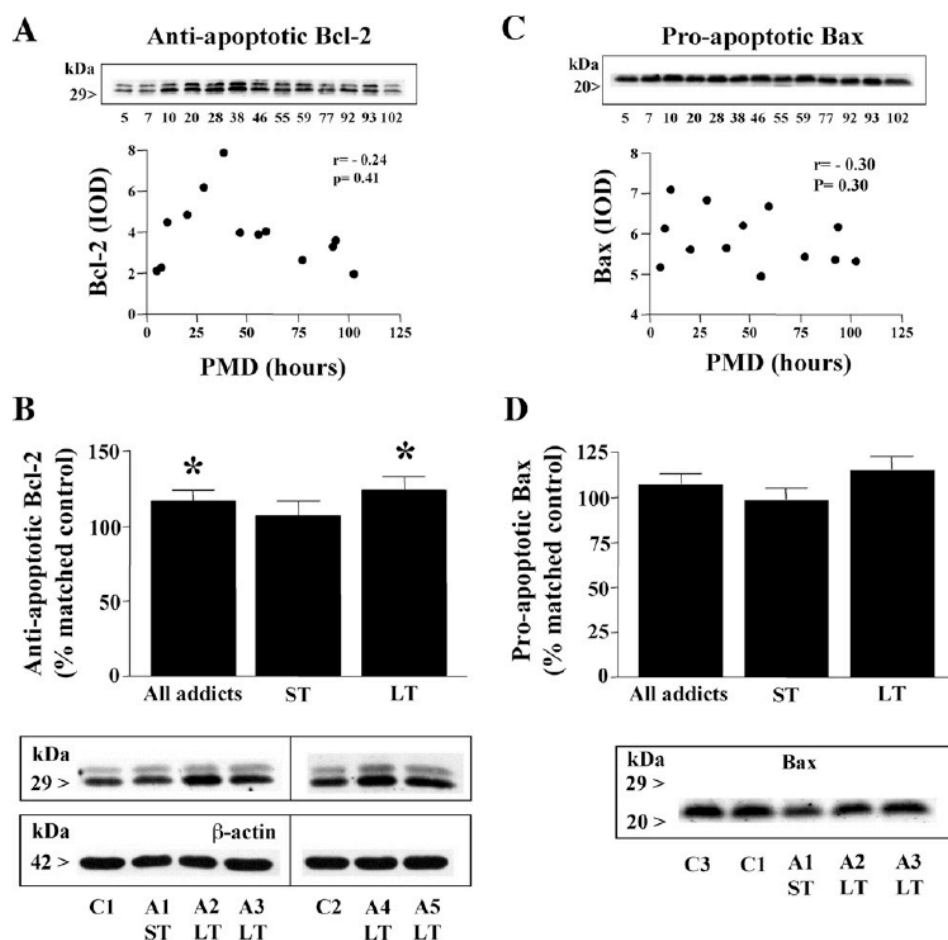 A
Anti-apoptotic Bcl-2
kDa
29>
5 7 10 20 28 38 46 55 59 77 92 93 102
8
6
4
2
0
Bcl-2 (IOD)
r= - 0.24
p= 0.41
0 25 50 75 100 125
PMD (hours)
C
Pro-apoptotic Bax
kDa
20>
5 7 10 20 28 38 46 55 59 77 92 93 102
8
7
6
5
4
Bax (IOD)
r= - 0.30
P= 0.30
0 25 50 75 100 125
PMD (hours)
B
Anti-apoptotic Bcl-2
(% matched control)
150
100
50
0
* *
All addicts ST LT
kDa
29 >
kDa β-actin
42 >
C1 A1 A2 A3 C2 A4 A5
ST LT LT LT LT
D
Pro-apoptotic Bax
(% matched control)
125
100
75
50
25
0
All addicts ST LT
kDa Bax
29 >
20 >
C3 C1 A1 A2 A3
ST LT LT